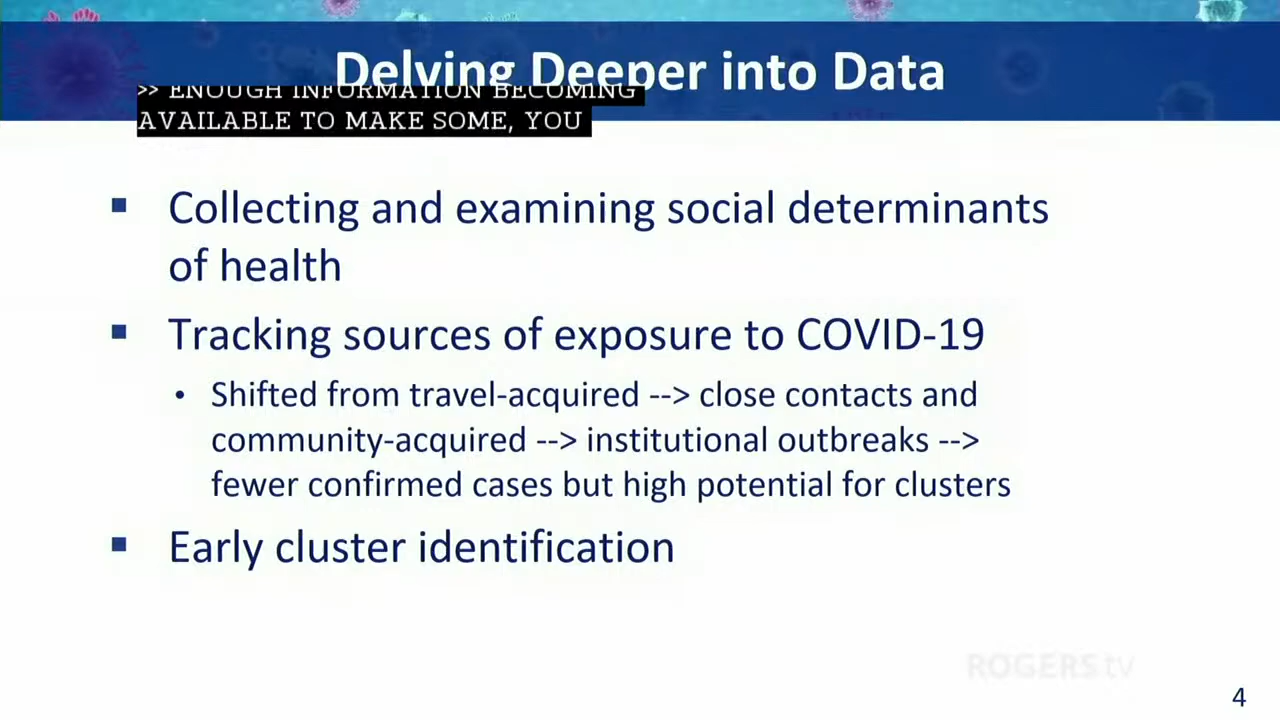 Delving Deeper into Data
>> ENOUGH INFORMATION BECOMING
AVAILABLE TO MAKE SOME, YOU
▪ Collecting and examining social determinants
of health
▪ Tracking sources of exposure to COVID-19
• Shifted from travel-acquired --> close contacts and
community-acquired --> institutional outbreaks -->
fewer confirmed cases but high potential for clusters
▪ Early cluster identification
ROGERS tv
4